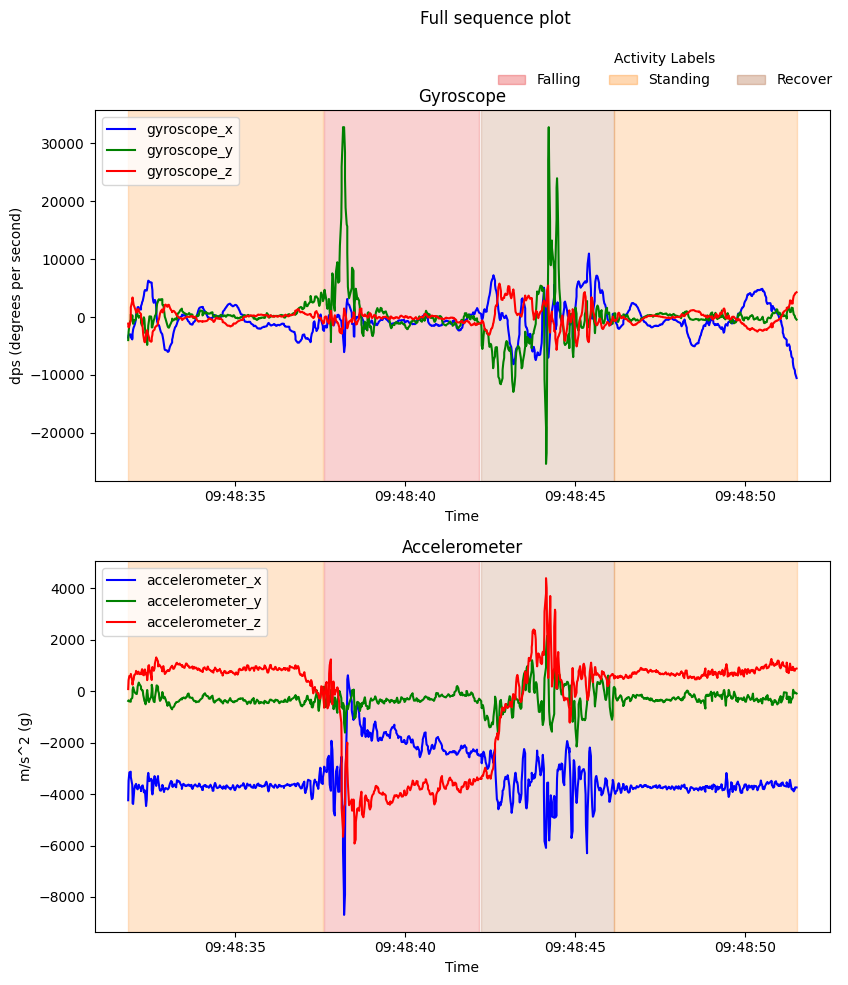 Full sequence plot
Activity Labels
Falling Standing Recover
Gyroscope
gyroscope_x
gyroscope_y
gyroscope_z
dps (degrees per second)
30000
20000
10000
0
−10000
−20000
09:48:35 09:48:40 09:48:45 09:48:50
Time
Accelerometer
accelerometer_x
accelerometer_y
accelerometer_z
m/s^2 (g)
4000
2000
0
−2000
−4000
−6000
−8000
09:48:35 09:48:40 09:48:45 09:48:50
Time